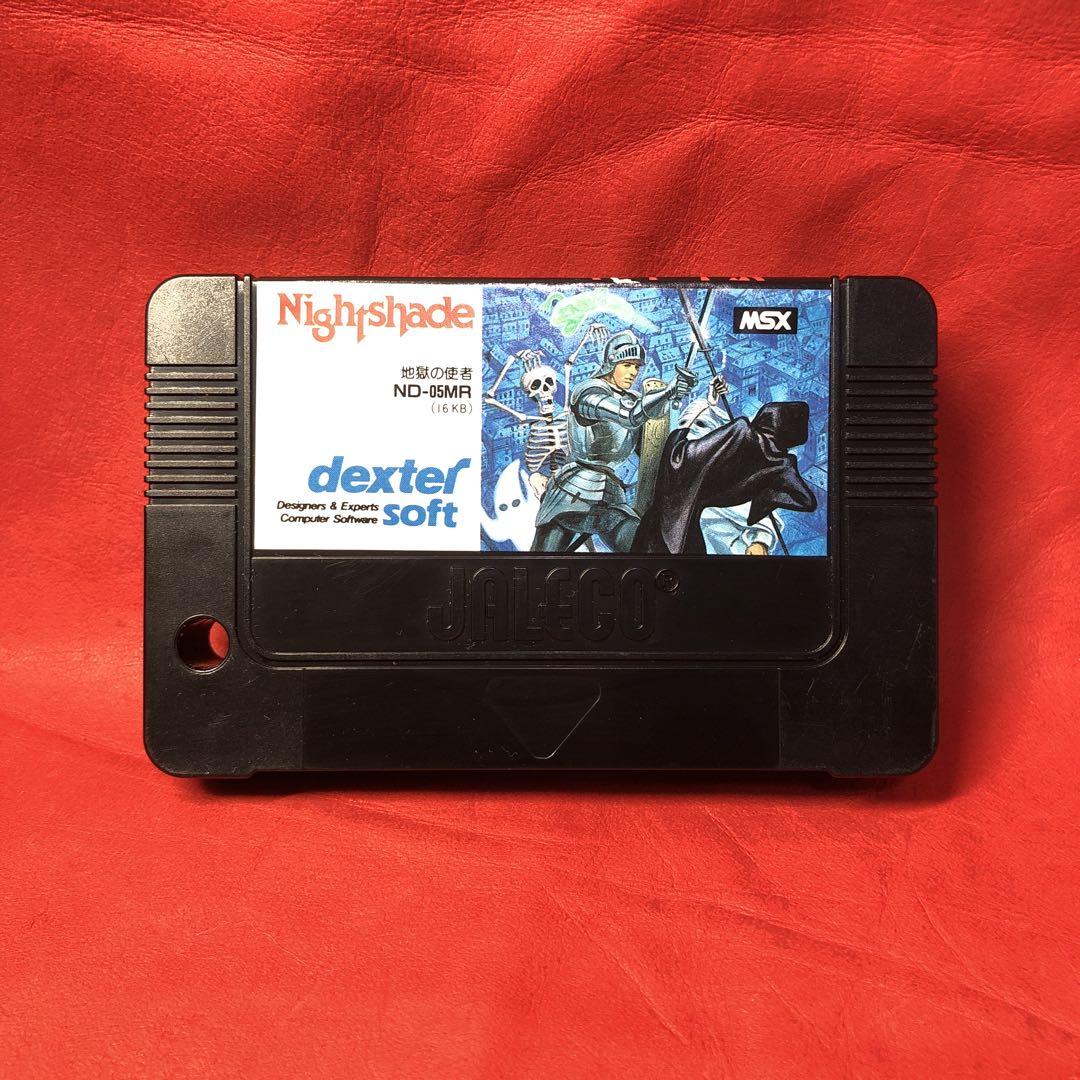 Nightshade
MSX
地獄の使者
ND-05MR
(16KB)
dexter
Designers & Experts
Computer Software
soft
JALECO®